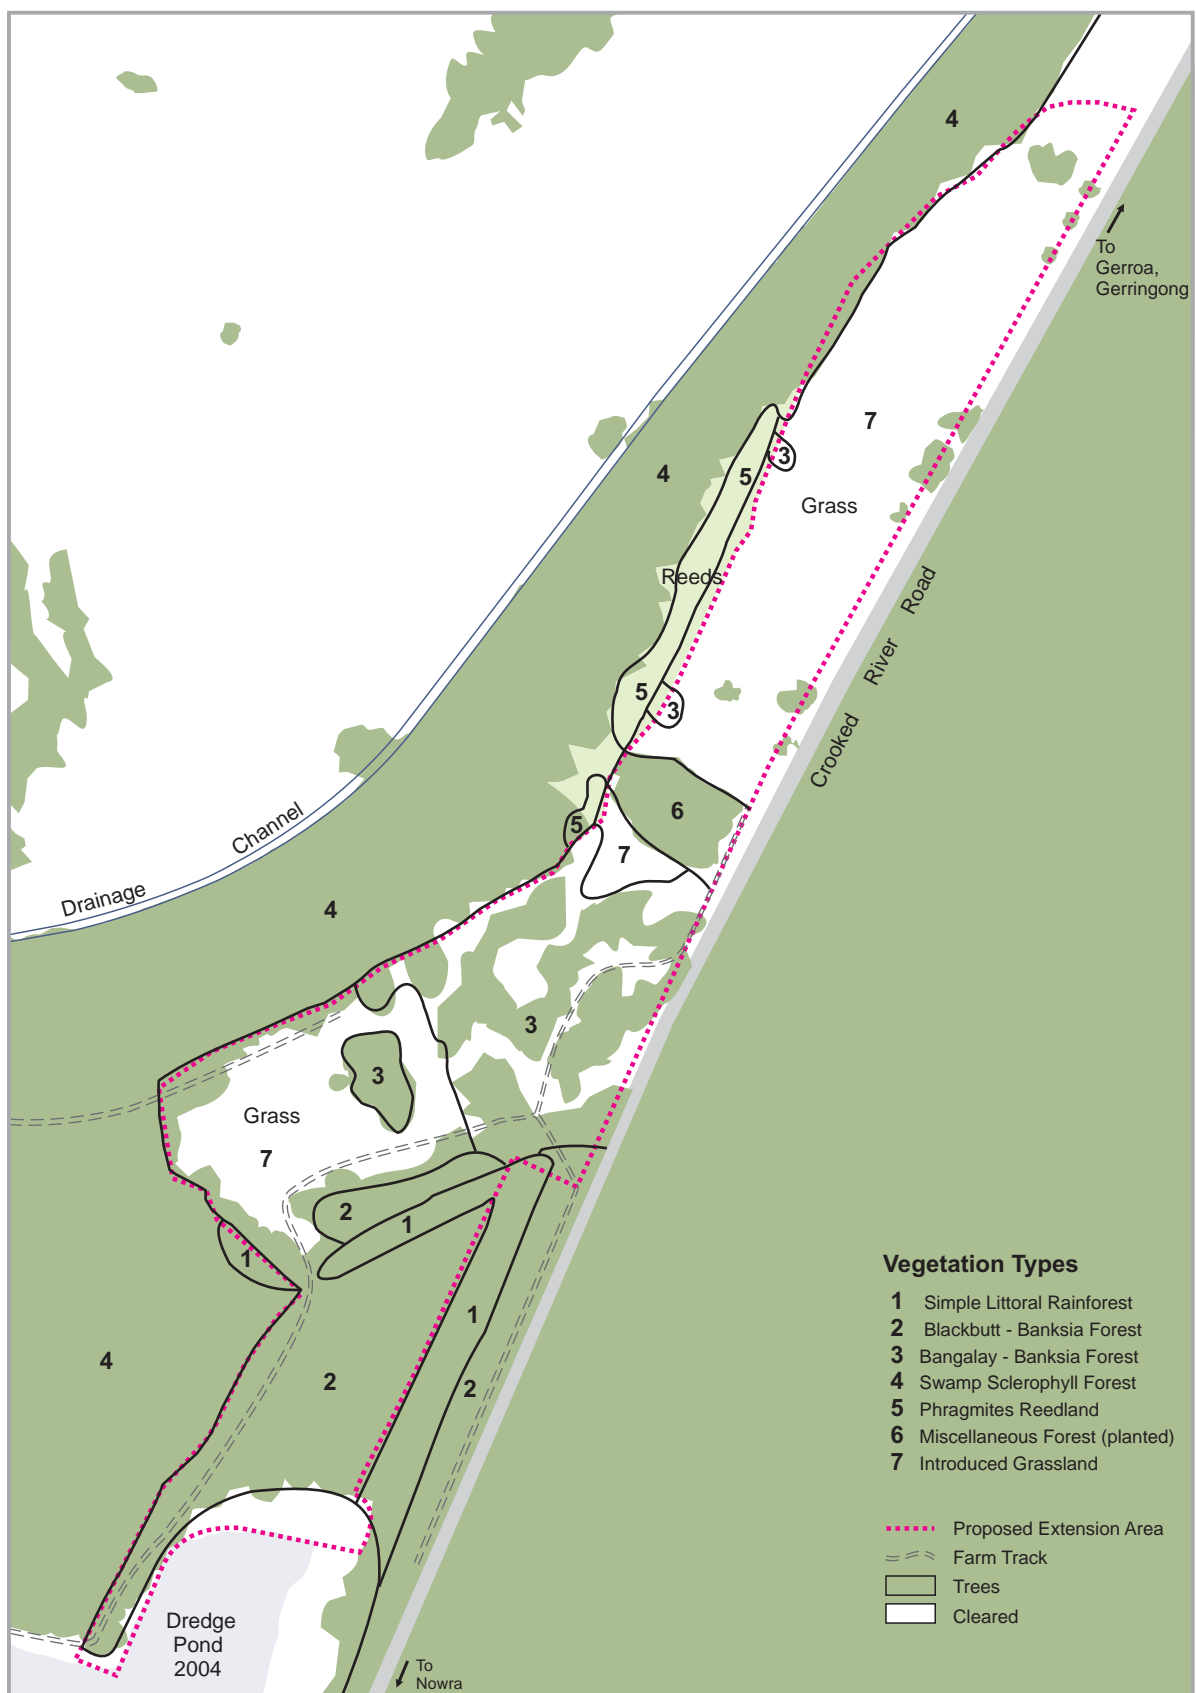 4
To
Gerroa,
Gerringong
7
3
4
5
Grass
Reeds
Crooked River Road
5
3
6
5
7
Drainage Channel
4
3
3
Grass
7
2
1
1
1
4
2
2
Vegetation Types
1 Simple Littoral Rainforest
2 Blackbutt - Banksia Forest
3 Bangalay - Banksia Forest
4 Swamp Sclerophyll Forest
5 Phragmites Reedland
6 Miscellaneous Forest (planted)
7 Introduced Grassland
Proposed Extension Area
Farm Track
Trees
Cleared
Dredge
Pond
2004
To
Nowra